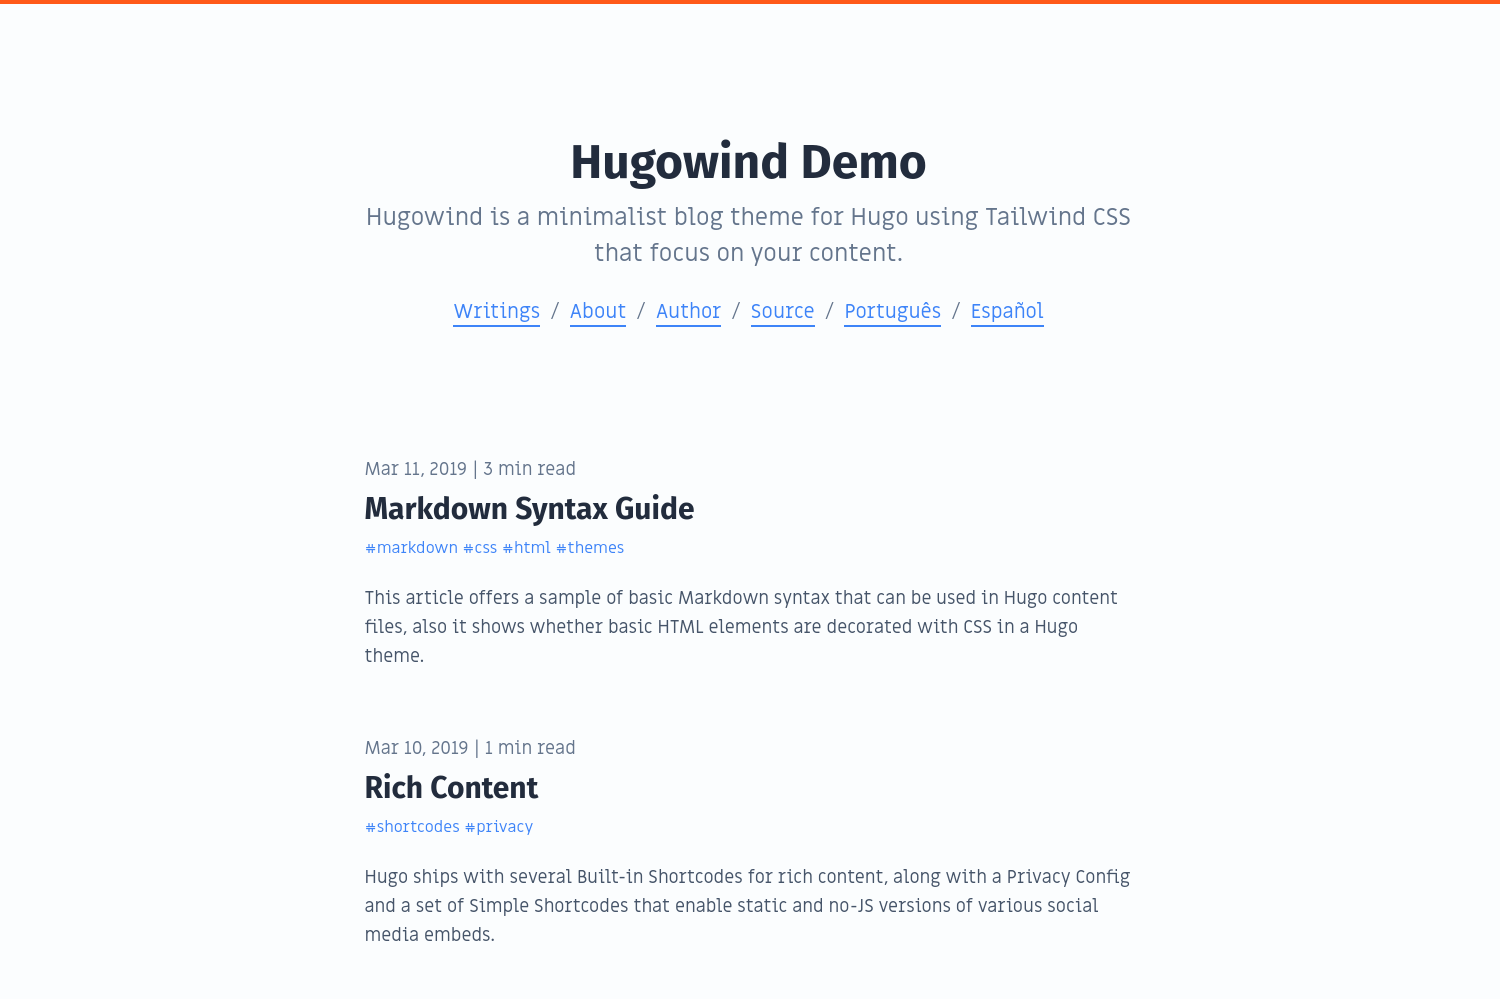 Hugowind Demo
Hugowind is a minimalist blog theme for Hugo using Tailwind CSS
that focus on your content.
Writings / About / Author / Source / Português / Español
Mar 11, 2019 | 3 min read
Markdown Syntax Guide
#markdown #css #html #themes
This article offers a sample of basic Markdown syntax that can be used in Hugo content
files, also it shows whether basic HTML elements are decorated with CSS in a Hugo
theme.
Mar 10, 2019 | 1 min read
Rich Content
#shortcodes #privacy
Hugo ships with several Built-in Shortcodes for rich content, along with a Privacy Config
and a set of Simple Shortcodes that enable static and no-JS versions of various social
media embeds.